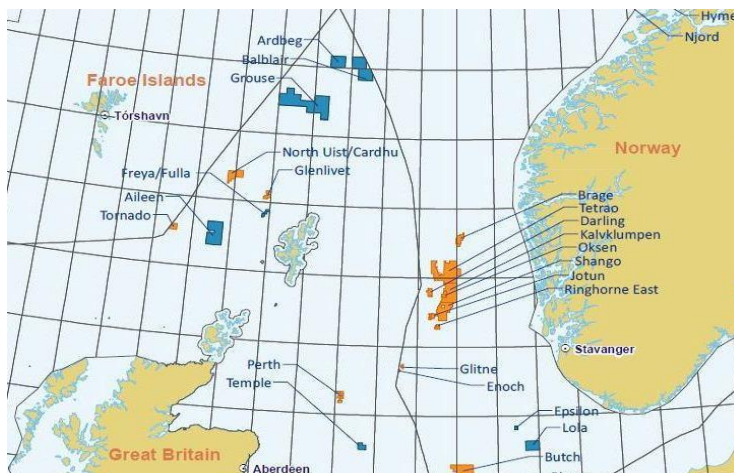 Hyme
Njord
Ardbeg
Balblair
Grouse
Faroe Islands
Tórshavn
North Uist/Cardhu
Norway
Freya/Fulla
Glenlivet
Aileen
Tornado
Brage
Tetrao
Darling
Kalvklumpen
Oksen
Shango
Jotun
Ringhorne East
Stavanger
Perth
Glitne
Temple
Enoch
Epsilon
Lola
Great Britain
Butch
Aberdeen